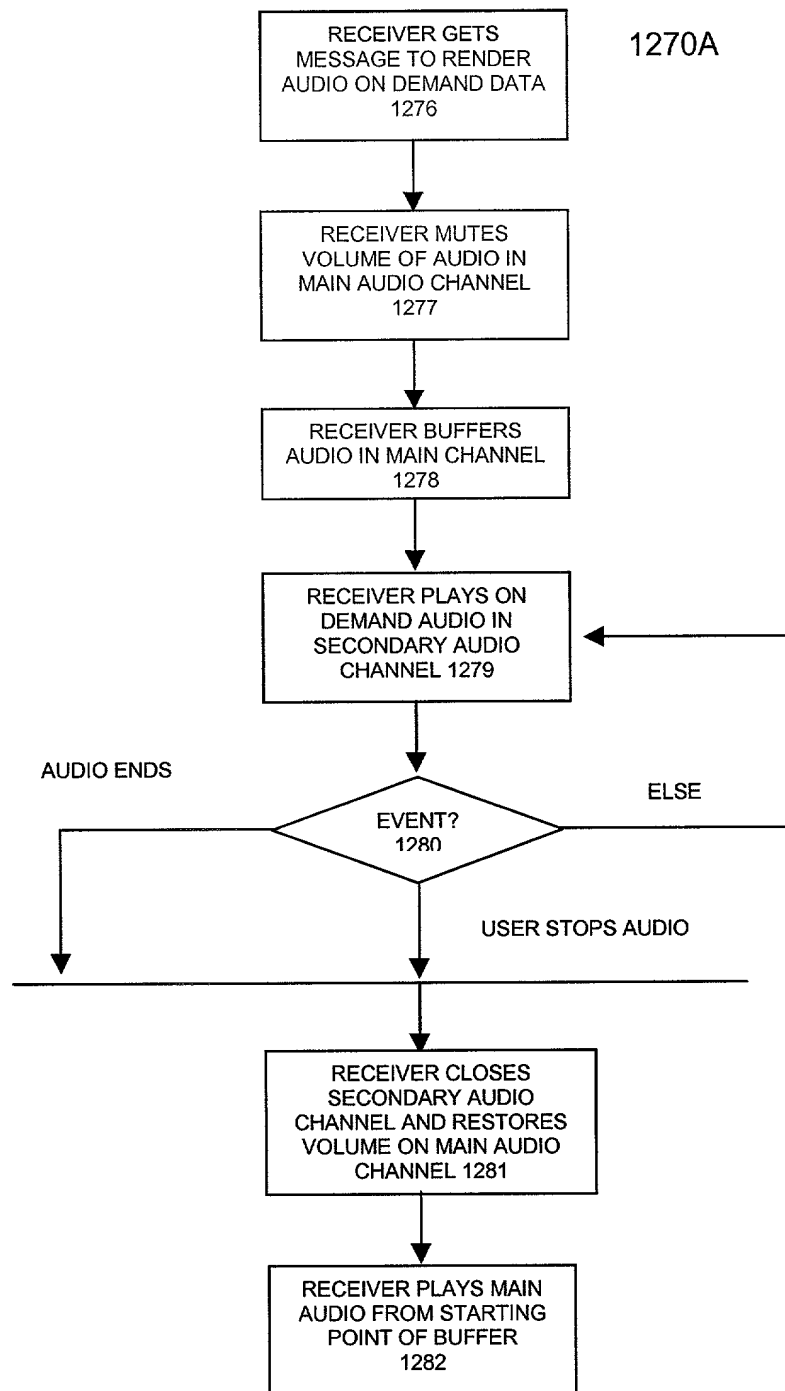 1270A
RECEIVER GETS
MESSAGE TO RENDER
AUDIO ON DEMAND DATA
1276
RECEIVER MUTES
VOLUME OF AUDIO IN
MAIN AUDIO CHANNEL
1277
RECEIVER BUFFERS
AUDIO IN MAIN CHANNEL
1278
RECEIVER PLAYS ON
DEMAND AUDIO IN
SECONDARY AUDIO
CHANNEL 1279
AUDIO ENDS
ELSE
EVENT?
1280
USER STOPS AUDIO
RECEIVER CLOSES
SECONDARY AUDIO
CHANNEL AND RESTORES
VOLUME ON MAIN AUDIO
CHANNEL 1281
RECEIVER PLAYS MAIN
AUDIO FROM STARTING
POINT OF BUFFER
1282